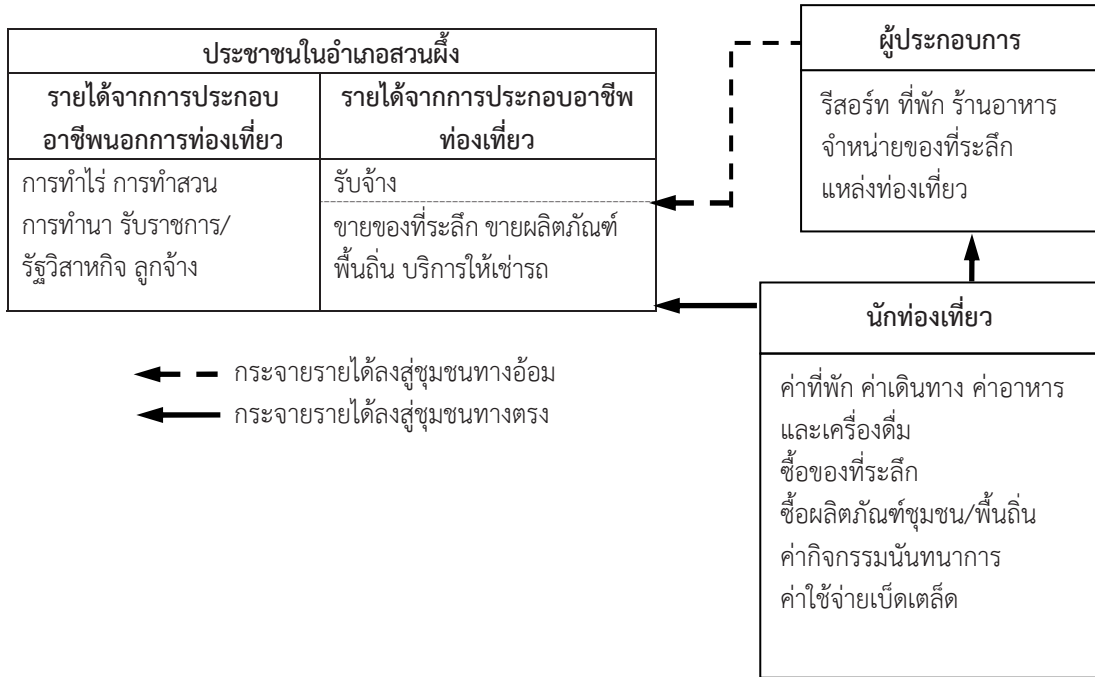 ประชาชนในอำเภอสวนผึ้ง
รายได้จากการประกอบ
อาชีพนอกการท่องเที่ยว
รายได้จากการประกอบอาชีพ
ท่องเที่ยว
การทำไร่ การทำสวน
การทำนา รับราชการ/
รัฐวิสาหกิจ ลูกจ้าง
รับจ้าง
ขายของที่ระลึก ขายผลิตภัณฑ์
พื้นถิ่น บริการให้เช่ารถ
ผู้ประกอบการ
รีสอร์ท ที่พัก ร้านอาหาร
จำหน่ายของที่ระลึก
แหล่งท่องเที่ยว
นักท่องเที่ยว
ค่าที่พัก ค่าเดินทาง ค่าอาหาร
และเครื่องดื่ม
ซื้อของที่ระลึก
ซื้อผลิตภัณฑ์ชุมชน/พื้นถิ่น
ค่ากิจกรรมนันทนาการ
ค่าใช้จ่ายเบ็ดเตล็ด
กระจายรายได้ลงสู่ชุมชนทางอ้อม
กระจายรายได้ลงสู่ชุมชนทางตรง